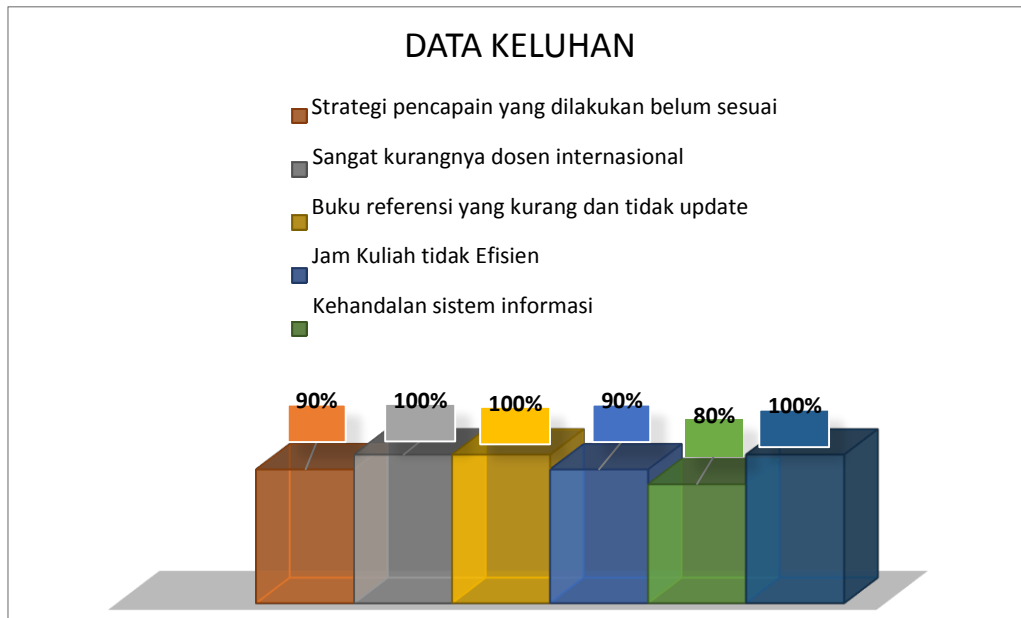 DATA KELUHAN
Strategi pencapain yang dilakukan belum sesuai
Sangat kurangnya dosen internasional
Buku referensi yang kurang dan tidak update
Jam Kuliah tidak Efisien
Kehandalan sistem informasi
90%
100%
100%
90%
80%
100%